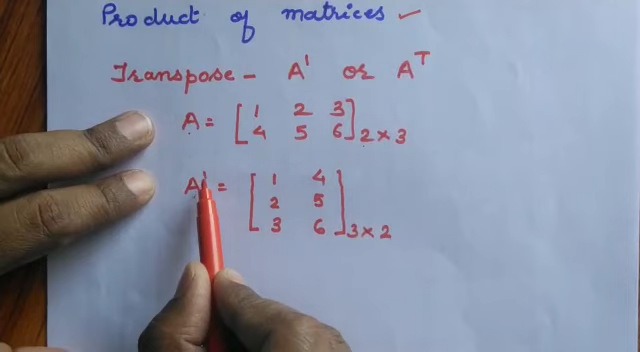 Product of matrices ✓
Transpose - A' or A^T
A = [1 2 3
4 5 6] 2×3
A' = [1 4
2 5
3 6] 3×2